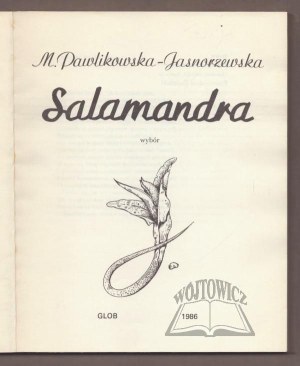 M. Pawlikowska-Jasnorzewska
Salamandra
wybór
GLOB 1986
WÓJTOWICZ